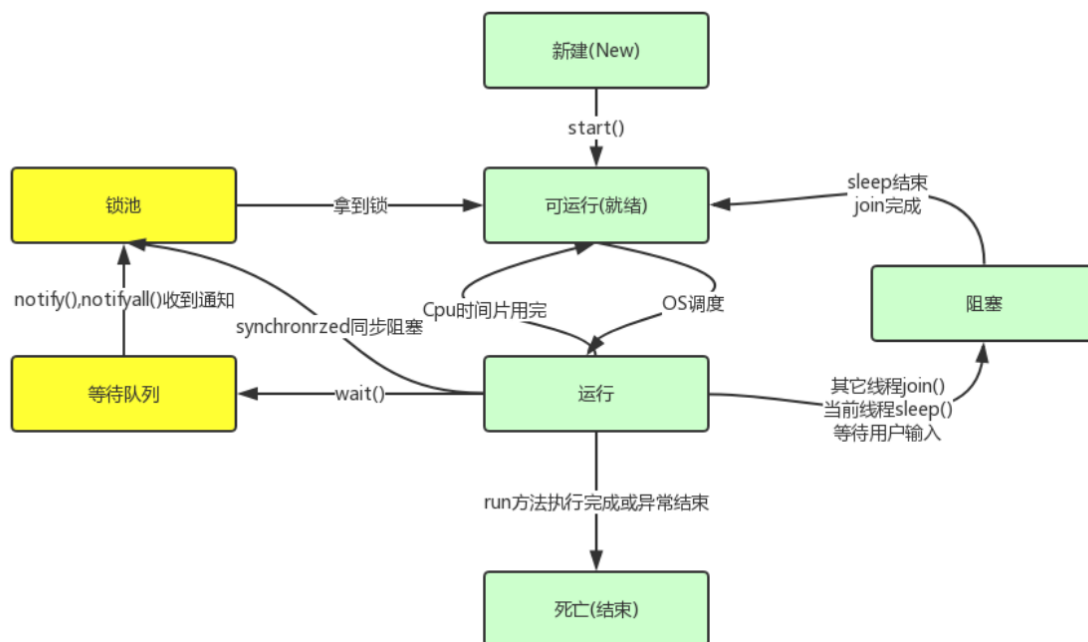 新建(New)
start()
锁池
拿到锁
可运行(就绪)
sleep结束
join完成
notify(),notifyall()收到通知
synchronrzed同步阻塞
Cpu时间片用完
OS调度
阻塞
等待队列
wait()
运行
其它线程join()
当前线程sleep()
等待用户输入
run方法执行完成或异常结束
死亡(结束)